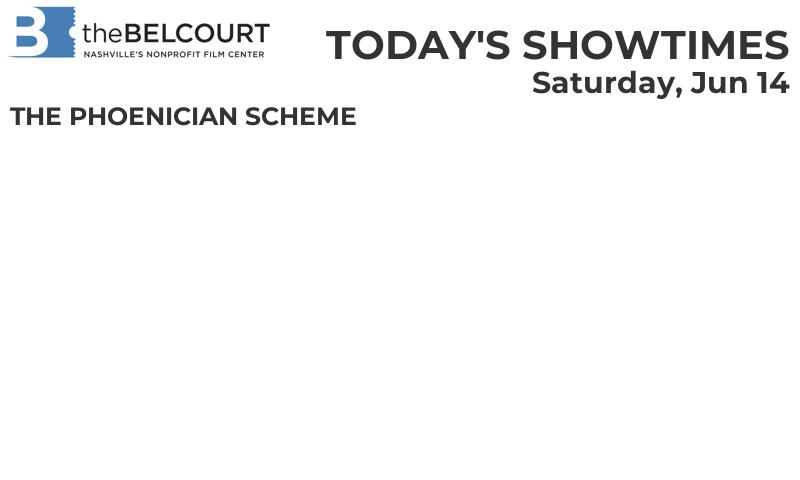 B theBELCOURT
NASHVILLE'S NONPROFIT FILM CENTER
TODAY'S SHOWTIMES
Saturday, Jun 14
THE PHOENICIAN SCHEME